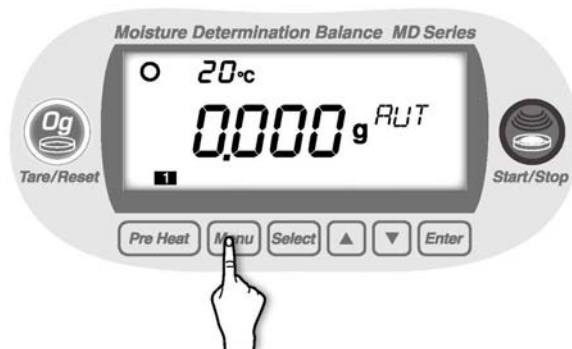 Moisture Determination Balance MD Series
20°C
0.000 g AUT
1
0g
Tare/Reset
Start/Stop
Pre Heat Menu Select ▲ ▼ Enter